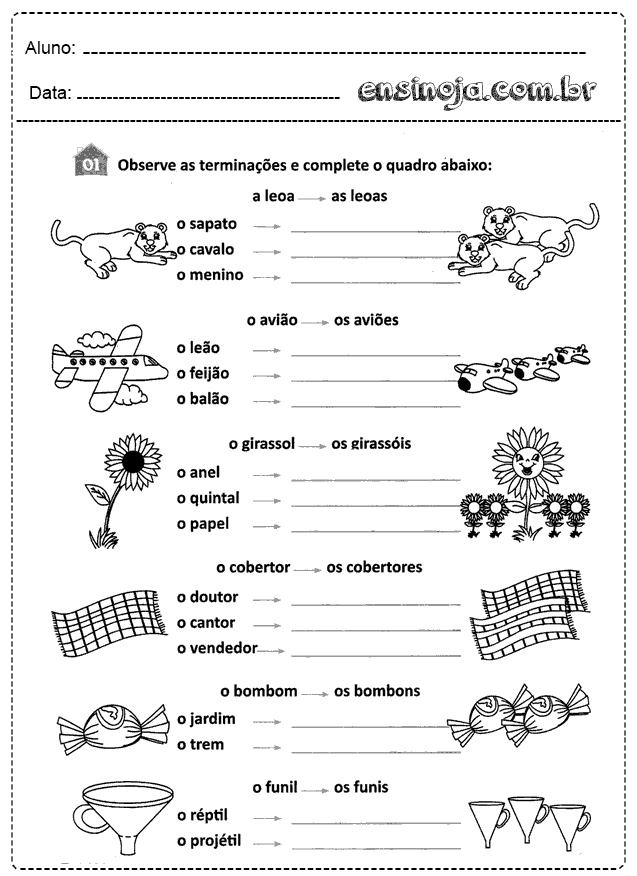 Aluno:
Data: ensinoja.com.br
01 Observe as terminações e complete o quadro abaixo:
a leoa → as leoas
o sapato →
o cavalo →
o menino →
o avião → os aviões
o leão →
o feijão →
o balão →
o girassol → os girassóis
o anel →
o quintal →
o papel →
o cobertor → os cobertores
o doutor →
o cantor →
o vendedor →
o bombom → os bombons
o jardim →
o trem →
o funil → os funis
o réptil →
o projétil →